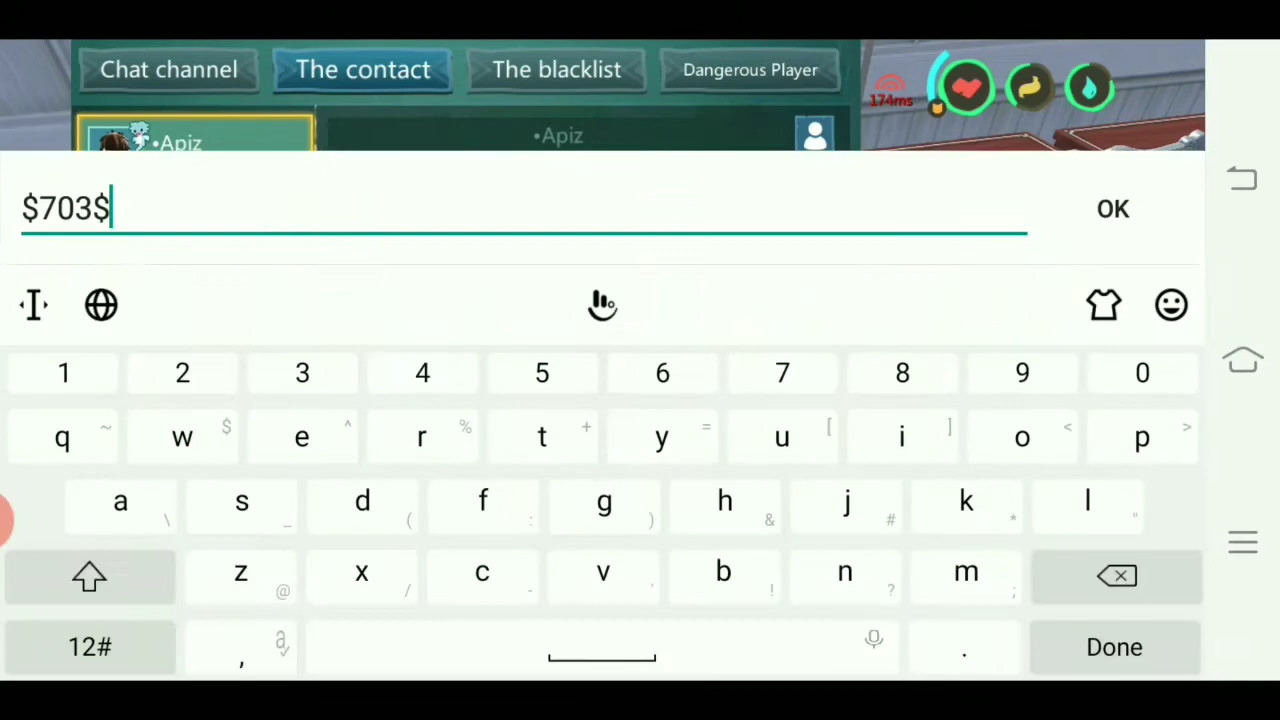 Chat channel
The contact
The blacklist
Dangerous Player
174ms
•Apiz
•Apiz
$703$
OK
1 2 3 4 5 6 7 8 9 0
q ~ w $ e ^ r % t + y = u [ i ] o < p >
a \ s _ d ( f : g ) h & j # k * l "
z @ x / c - v ' b ! n ? m ;
12# , a . Done